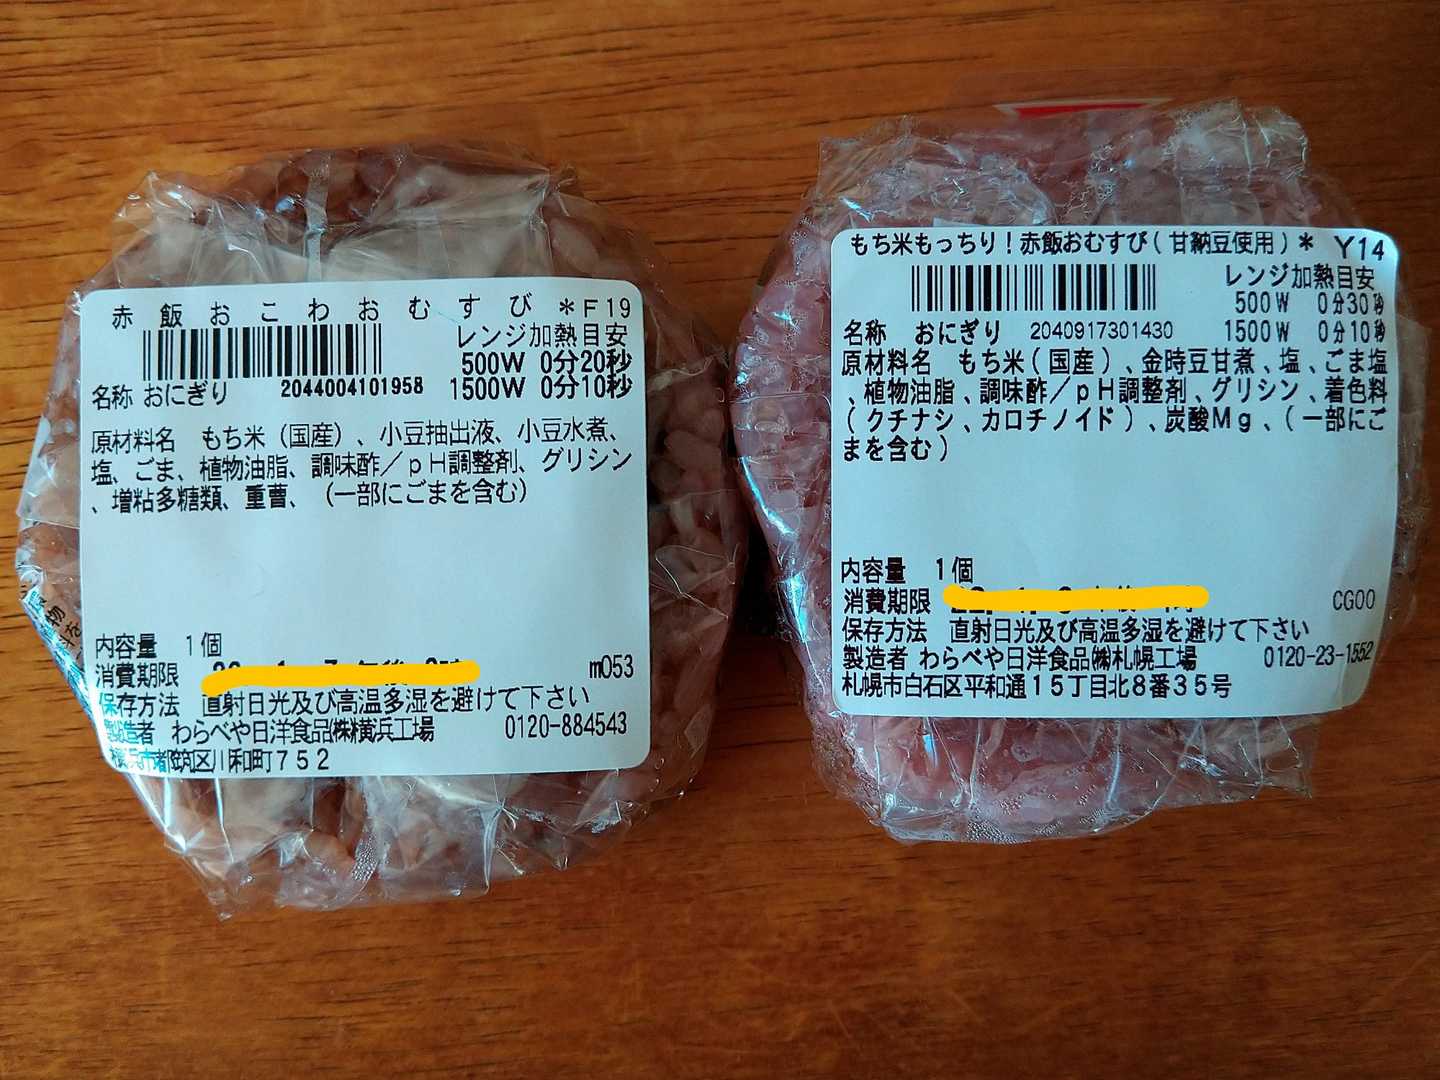 赤飯おこわおむすび ＊F19
レンジ加熱目安
500W 0分20秒
名称 おにぎり 2044004101958 1500W 0分10秒
原材料名 もち米（国産）、小豆抽出液、小豆水煮、
塩、ごま、植物油脂、調味酢／ｐＨ調整剤、グリシン
、増粘多糖類、重曹、（一部にごまを含む）
内容量 １個
消費期限 m053
保存方法 直射日光及び高温多湿を避けて下さい
製造者 わらべや日洋食品㈱横浜工場 0120-884543
横浜市都筑区川和町７５２
もち米もっちり！赤飯おむすび（甘納豆使用）＊ Y14
レンジ加熱目安
500W 0分30秒
名称 おにぎり 2040917301430 1500W 0分10秒
原材料名 もち米（国産）、金時豆甘煮、塩、ごま塩
、植物油脂、調味酢／ｐＨ調整剤、グリシン、着色料
（クチナシ、カロチノイド）、炭酸Ｍｇ、（一部にご
まを含む）
内容量 １個
消費期限 CG00
保存方法 直射日光及び高温多湿を避けて下さい
製造者 わらべや日洋食品㈱札幌工場 0120-23-1552
札幌市白石区平和通１５丁目北８番３５号